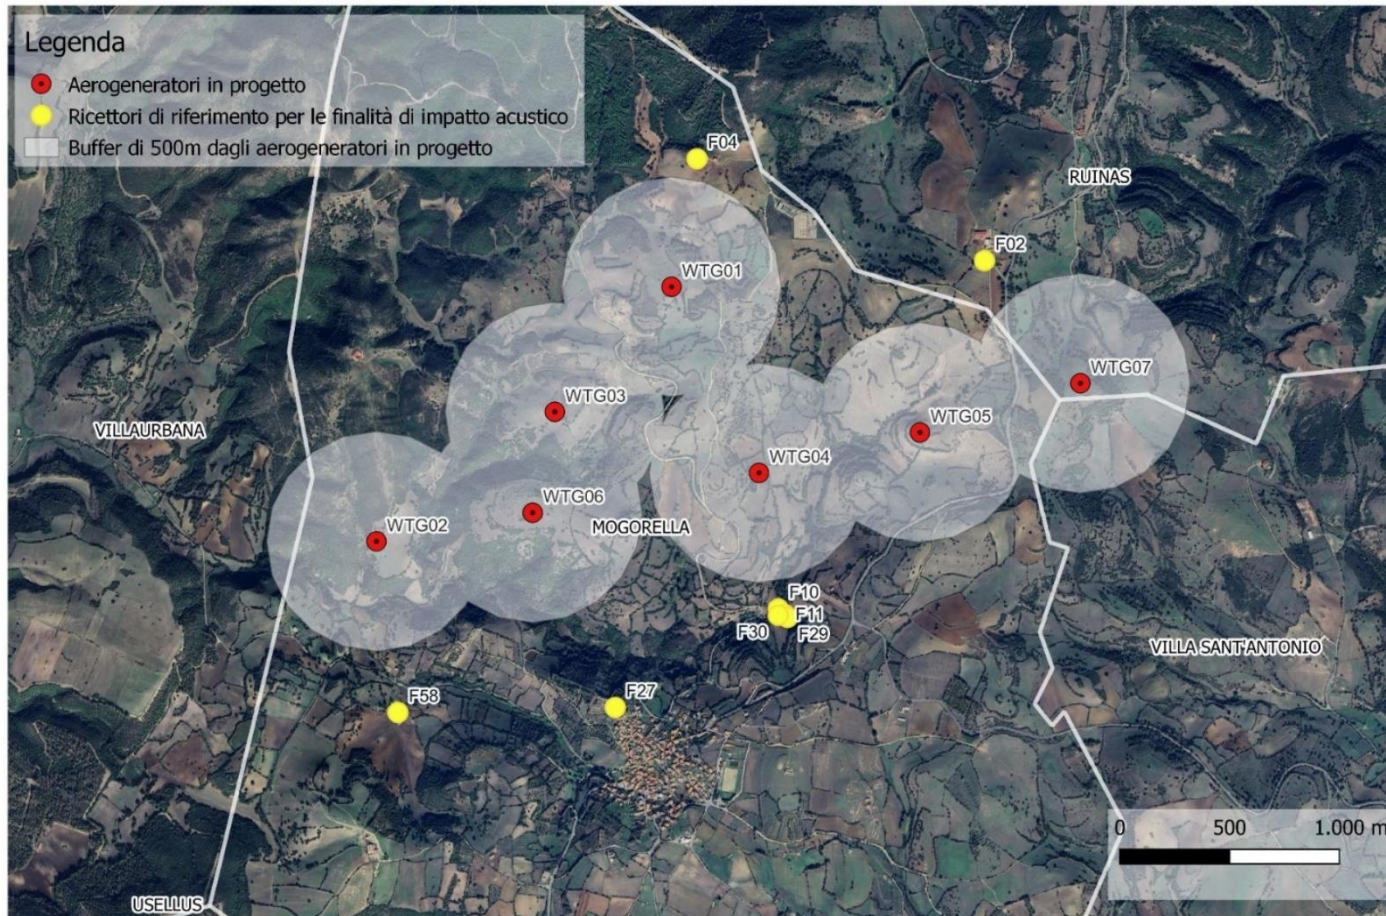 Legenda
Aerogeneratori in progetto
Ricettori di riferimento per le finalità di impatto acustico
Buffer di 500m dagli aerogeneratori in progetto
F04
RUINAS
F02
WTG01
WTG07
WTG03
VILLAURBANA
WTG05
WTG04
WTG06
WTG02
MOGORELLA
F10
F11
F30
F29
VILLA SANT'ANTONIO
F58
F27
0 500 1.000 m
USELLUS